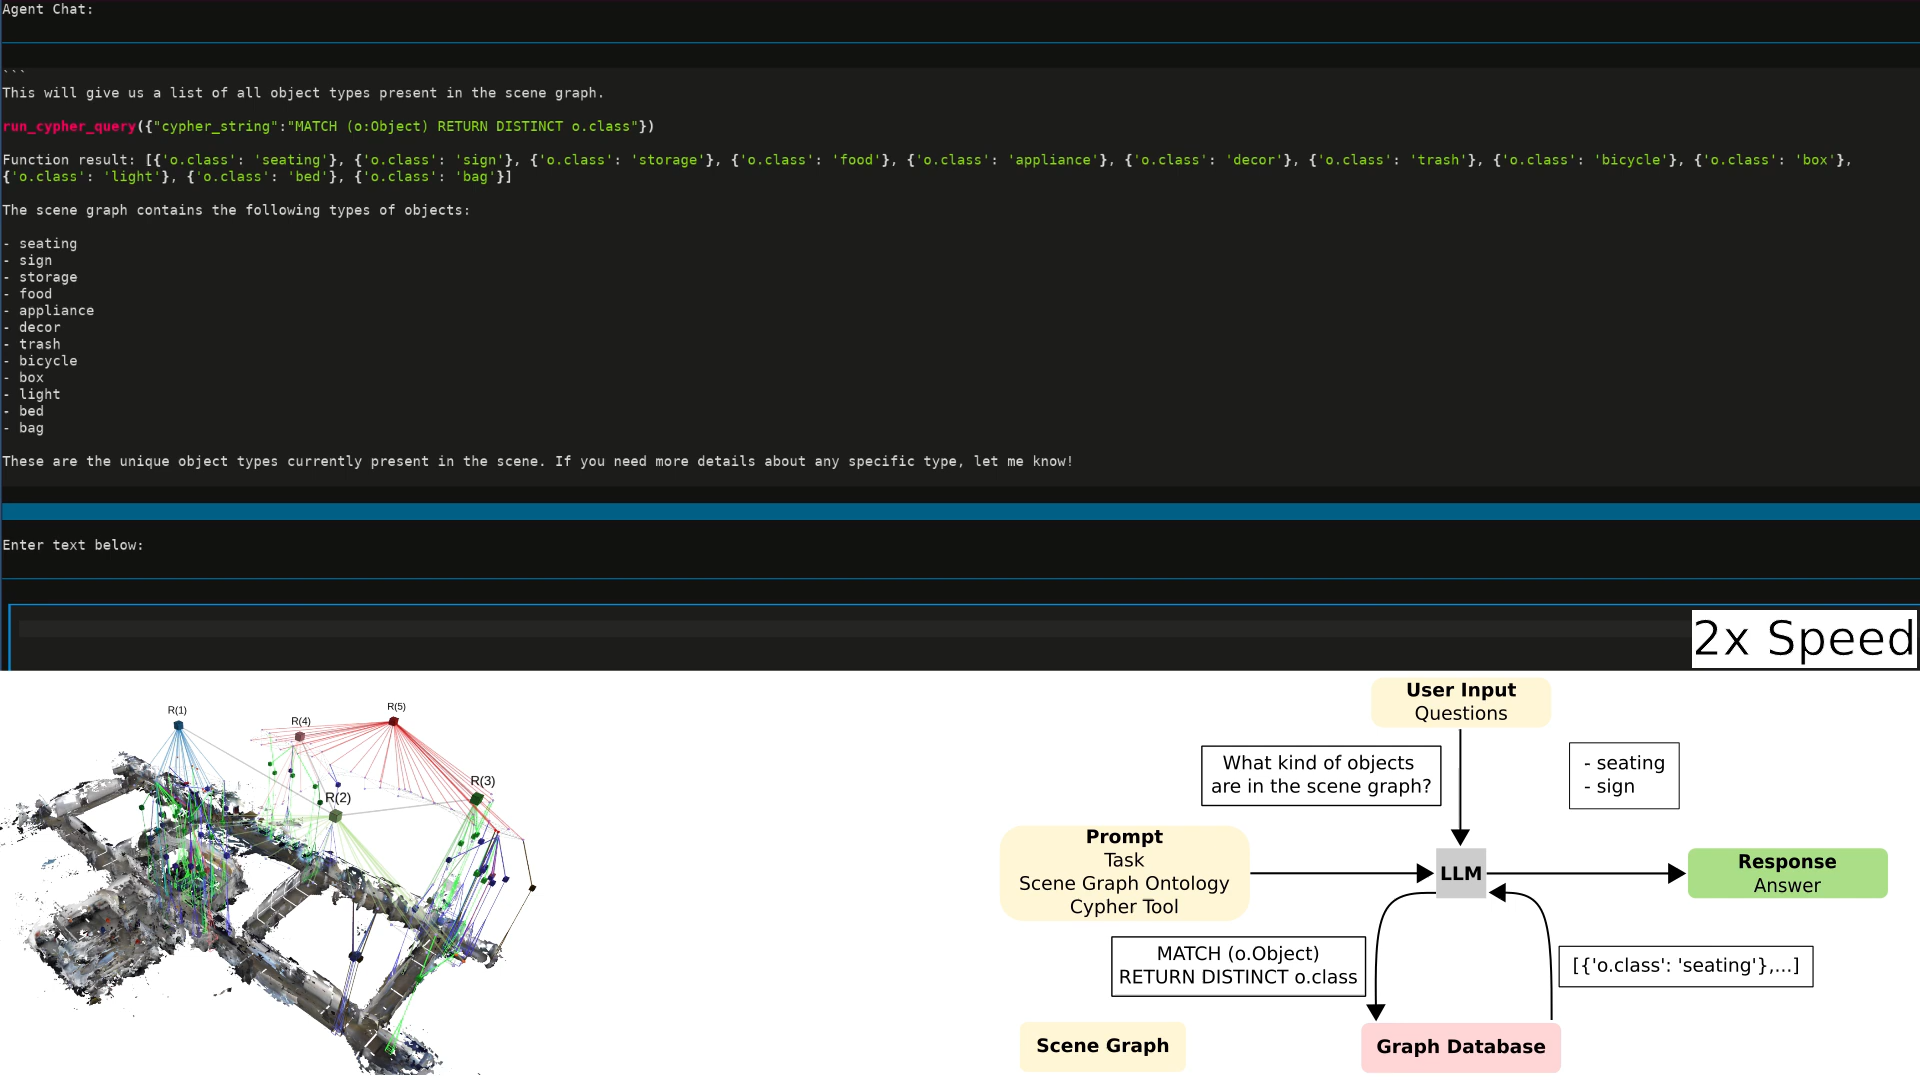 Agent Chat:
```
This will give us a list of all object types present in the scene graph.
run_cypher_query({"cypher_string":"MATCH (o:Object) RETURN DISTINCT o.class"})
Function result: [{'o.class': 'seating'}, {'o.class': 'sign'}, {'o.class': 'storage'}, {'o.class': 'food'}, {'o.class': 'appliance'}, {'o.class': 'decor'}, {'o.class': 'trash'}, {'o.class': 'bicycle'}, {'o.class': 'box'},
{'o.class': 'light'}, {'o.class': 'bed'}, {'o.class': 'bag'}]
The scene graph contains the following types of objects:
- seating
- sign
- storage
- food
- appliance
- decor
- trash
- bicycle
- box
- light
- bed
- bag
These are the unique object types currently present in the scene. If you need more details about any specific type, let me know!
Enter text below:
2x Speed
R(1)
R(4)
R(5)
R(3)
R(2)
User Input
Questions
What kind of objects
are in the scene graph?
- seating
- sign
Prompt
Task
Scene Graph Ontology
Cypher Tool
LLM
Response
Answer
MATCH (o.Object)
RETURN DISTINCT o.class
[{'o.class': 'seating'},...]
Scene Graph
Graph Database